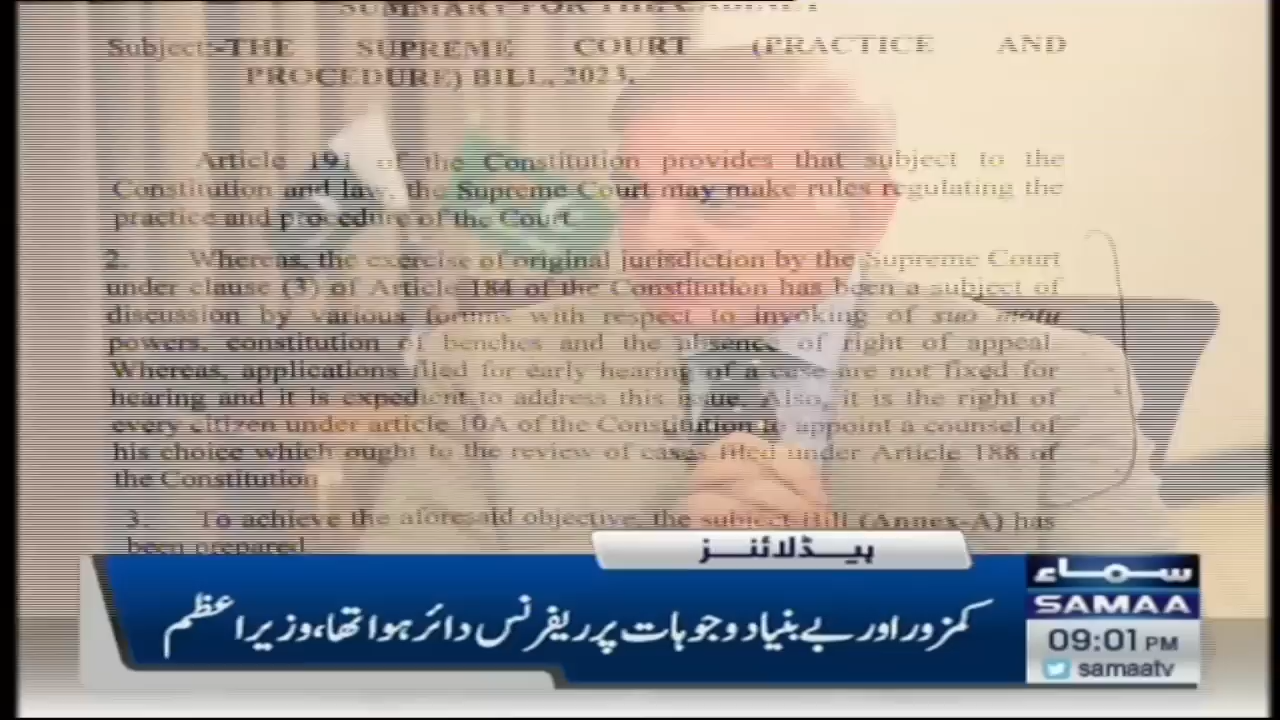 SUMMARY FOR THE CABINET
Subject:-THE SUPREME COURT (PRACTICE AND
PROCEDURE) BILL, 2023.
Article 191 of the Constitution provides that subject to the
Constitution and law, the Supreme Court may make rules regulating the
practice and procedure of the Court.
2. Whereas, the exercise of original jurisdiction by the Supreme Court
under clause (3) of Article 184 of the Constitution has been a subject of
discussion by various forums with respect to invoking of suo motu
powers, constitution of benches and the absence of right of appeal.
Whereas, applications filed for early hearing of a case are not fixed for
hearing and it is expedient to address this issue. Also, it is the right of
every citizen under article 10A of the Constitution to appoint a counsel of
his choice which ought to the review of cases filed under Article 188 of
the Constitution
3. To achieve the aforesaid objective, the subject Bill (Annex-A) has
been prepared.
ہیڈلائنز
کمزور اور بے بنیاد وجوہات پر ریفرنس دائر ہوا تھا، وزیراعظم
سماء
SAMAA
09:01 PM
samaatv